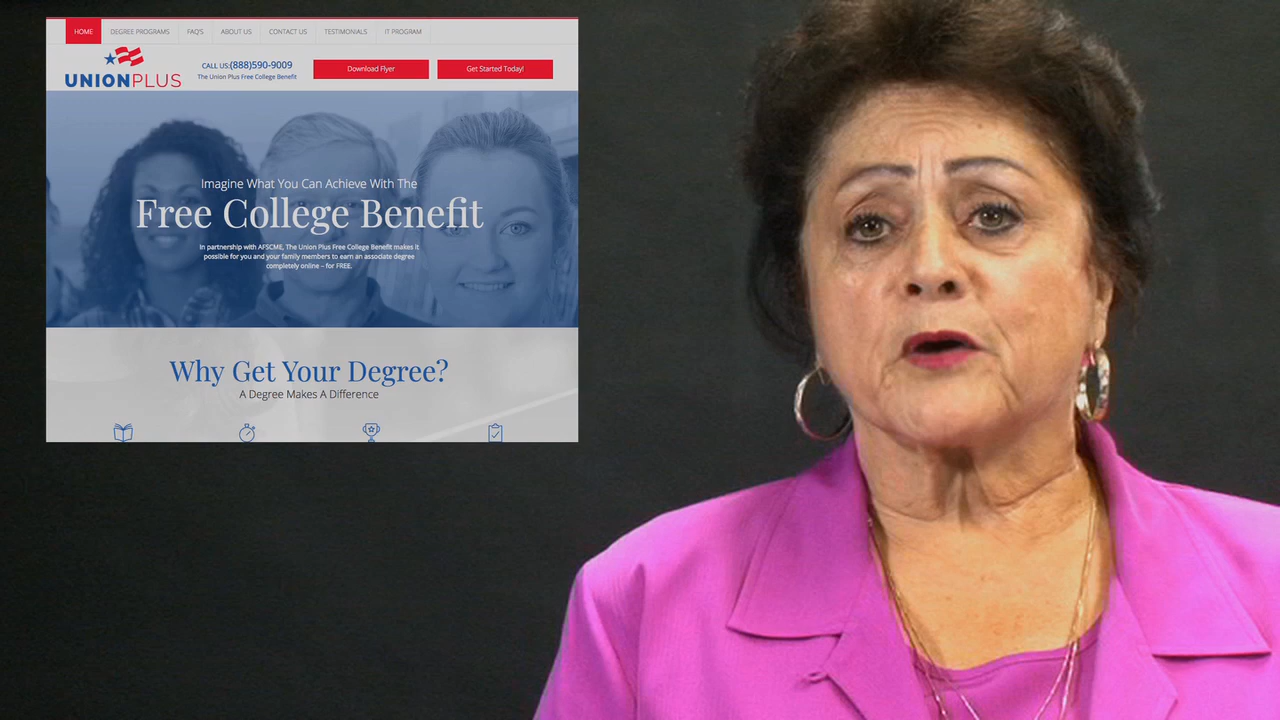 HOME DEGREE PROGRAMS FAQ'S ABOUT US CONTACT US TESTIMONIALS IT PROGRAM
UNIONPLUS
CALL US:(888)590-9009
The Union Plus Free College Benefit
Download Flyer
Get Started Today!
Imagine What You Can Achieve With The
Free College Benefit
In partnership with AFSCME, The Union Plus Free College Benefit makes it
possible for you and your family members to earn an associate degree
completely online – for FREE.
Why Get Your Degree?
A Degree Makes A Difference